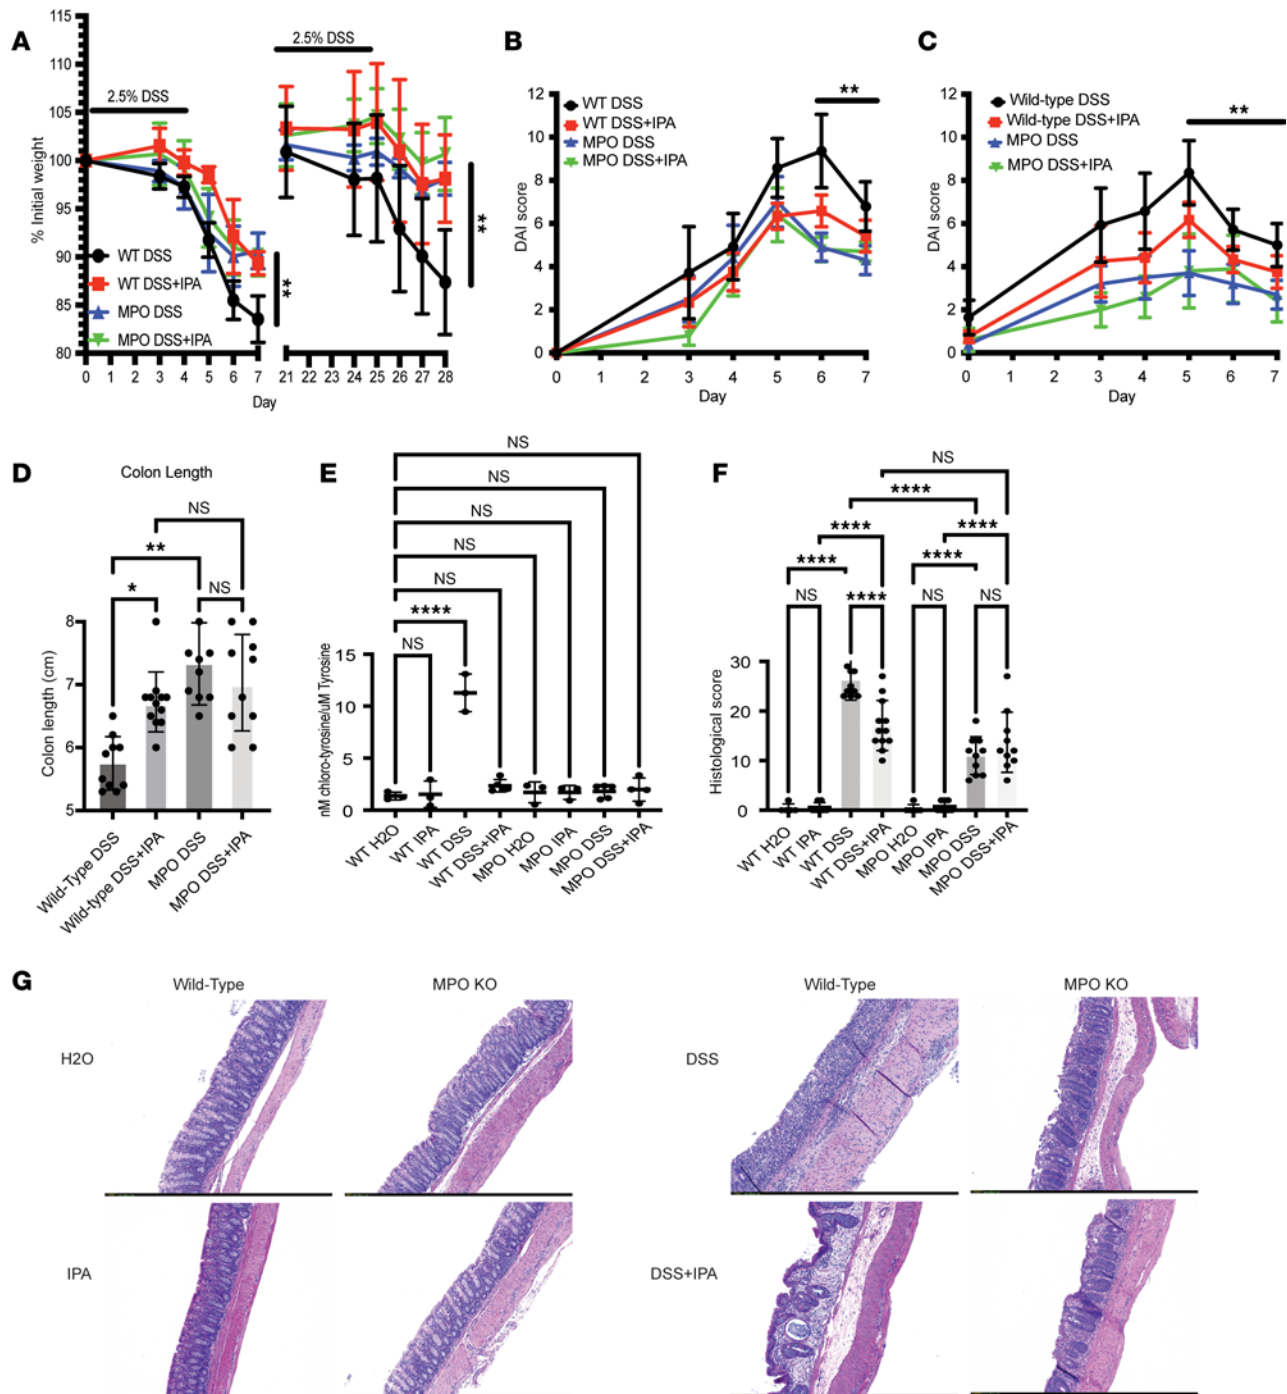 A
115
110
105
100
95
90
85
80
% Initial weight
2.5% DSS
2.5% DSS
WT DSS
WT DSS+IPA
MPO DSS
MPO DSS+IPA
**
**
0 1 2 3 4 5 6 7
21 22 23 24 25 26 27 28
Day
B
12
10
8
6
4
2
0
DAI score
WT DSS
WT DSS+IPA
MPO DSS
MPO DSS+IPA
**
0 1 2 3 4 5 6 7
Day
C
12
10
8
6
4
2
0
DAI score
Wild-type DSS
Wild-type DSS+IPA
MPO DSS
MPO DSS+IPA
**
0 1 2 3 4 5 6 7
Day
D
Colon Length
NS
**
* NS
8
7
6
5
Colon length (cm)
Wild-Type DSS
Wild-type DSS+IPA
MPO DSS
MPO DSS+IPA
E
NS
NS
NS
NS
NS
****
NS
15
10
5
0
nM chloro-tyrosine/uM Tyrosine
WT H2O
WT IPA
WT DSS
WT DSS+IPA
MPO H2O
MPO IPA
MPO DSS
MPO DSS+IPA
F
NS
****
**** ****
**** ****
NS **** NS NS
30
20
10
0
Histological score
WT H2O
WT IPA
WT DSS
WT DSS+IPA
MPO H2O
MPO IPA
MPO DSS
MPO DSS+IPA
G
Wild-Type MPO KO Wild-Type MPO KO
H2O DSS
IPA DSS+IPA